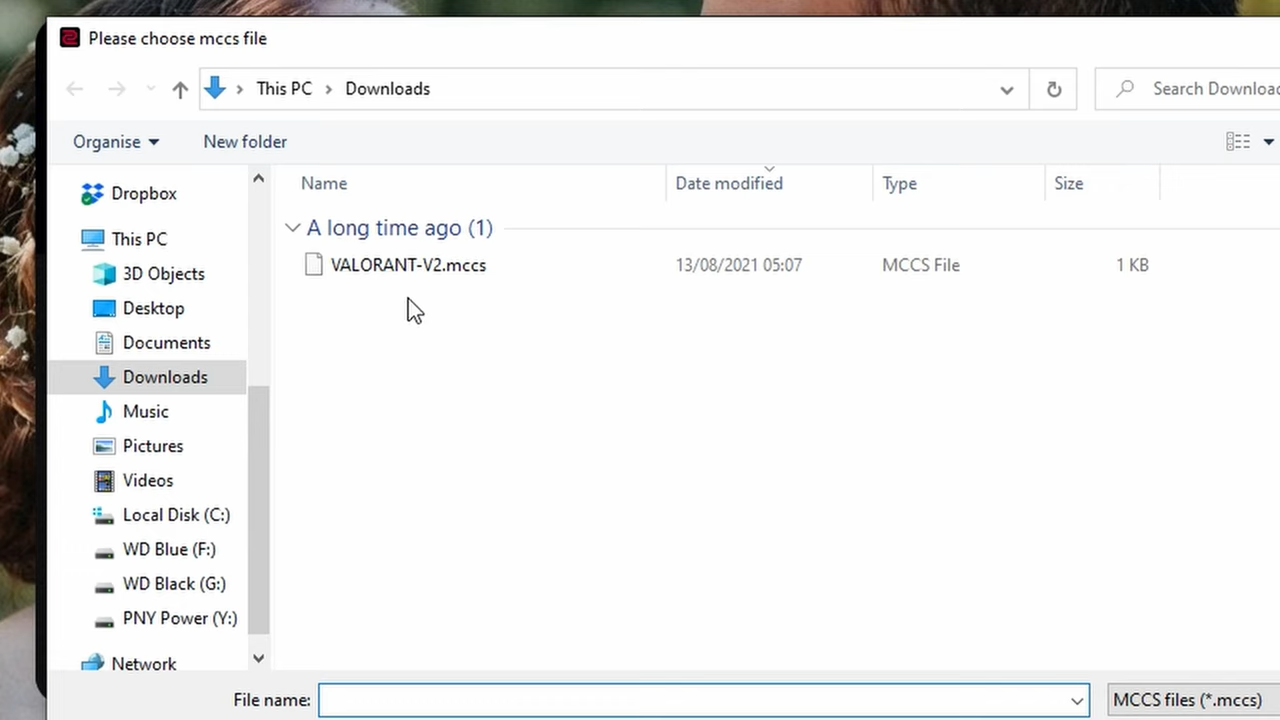 Please choose mccs file
This PC > Downloads
Search Downloa
Organise
New folder
Name
Date modified
Type
Size
A long time ago (1)
VALORANT-V2.mccs
13/08/2021 05:07
MCCS File
1 KB
Dropbox
This PC
3D Objects
Desktop
Documents
Downloads
Music
Pictures
Videos
Local Disk (C:)
WD Blue (F:)
WD Black (G:)
PNY Power (Y:)
Network
File name:
MCCS files (*.mccs)